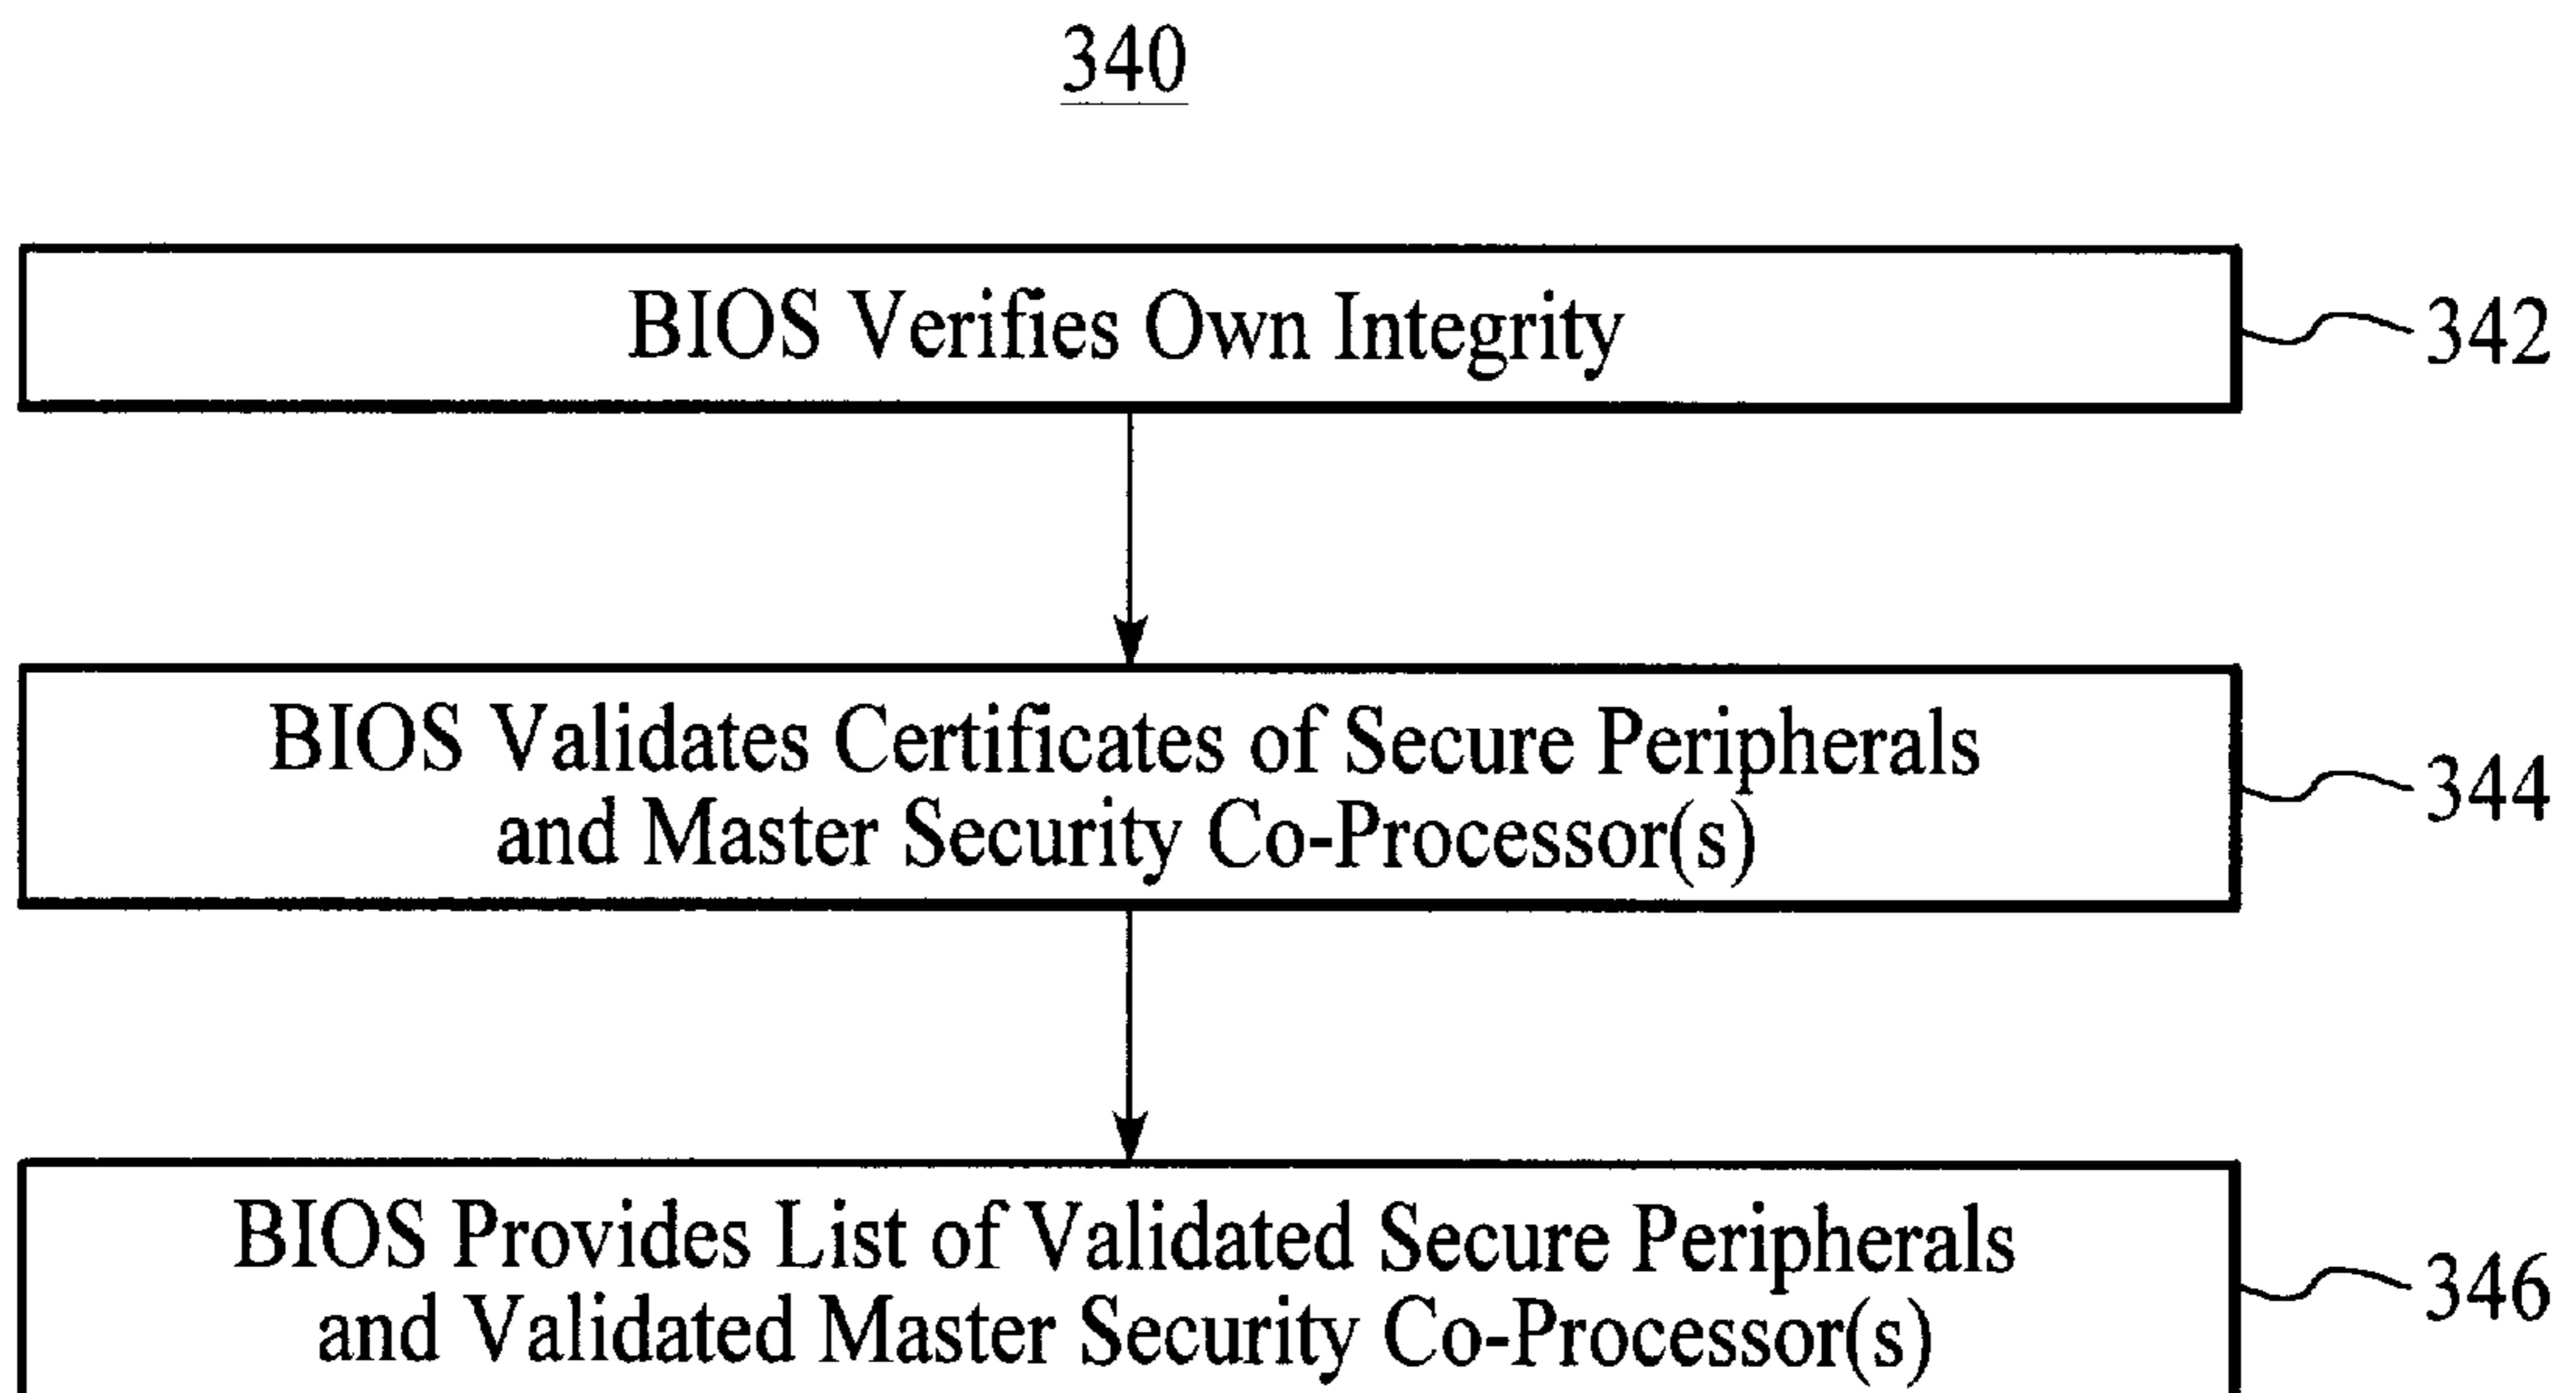 340
BIOS Verifies Own Integrity
342
BIOS Validates Certificates of Secure Peripherals
and Master Security Co-Processor(s)
344
BIOS Provides List of Validated Secure Peripherals
and Validated Master Security Co-Processor(s)
346